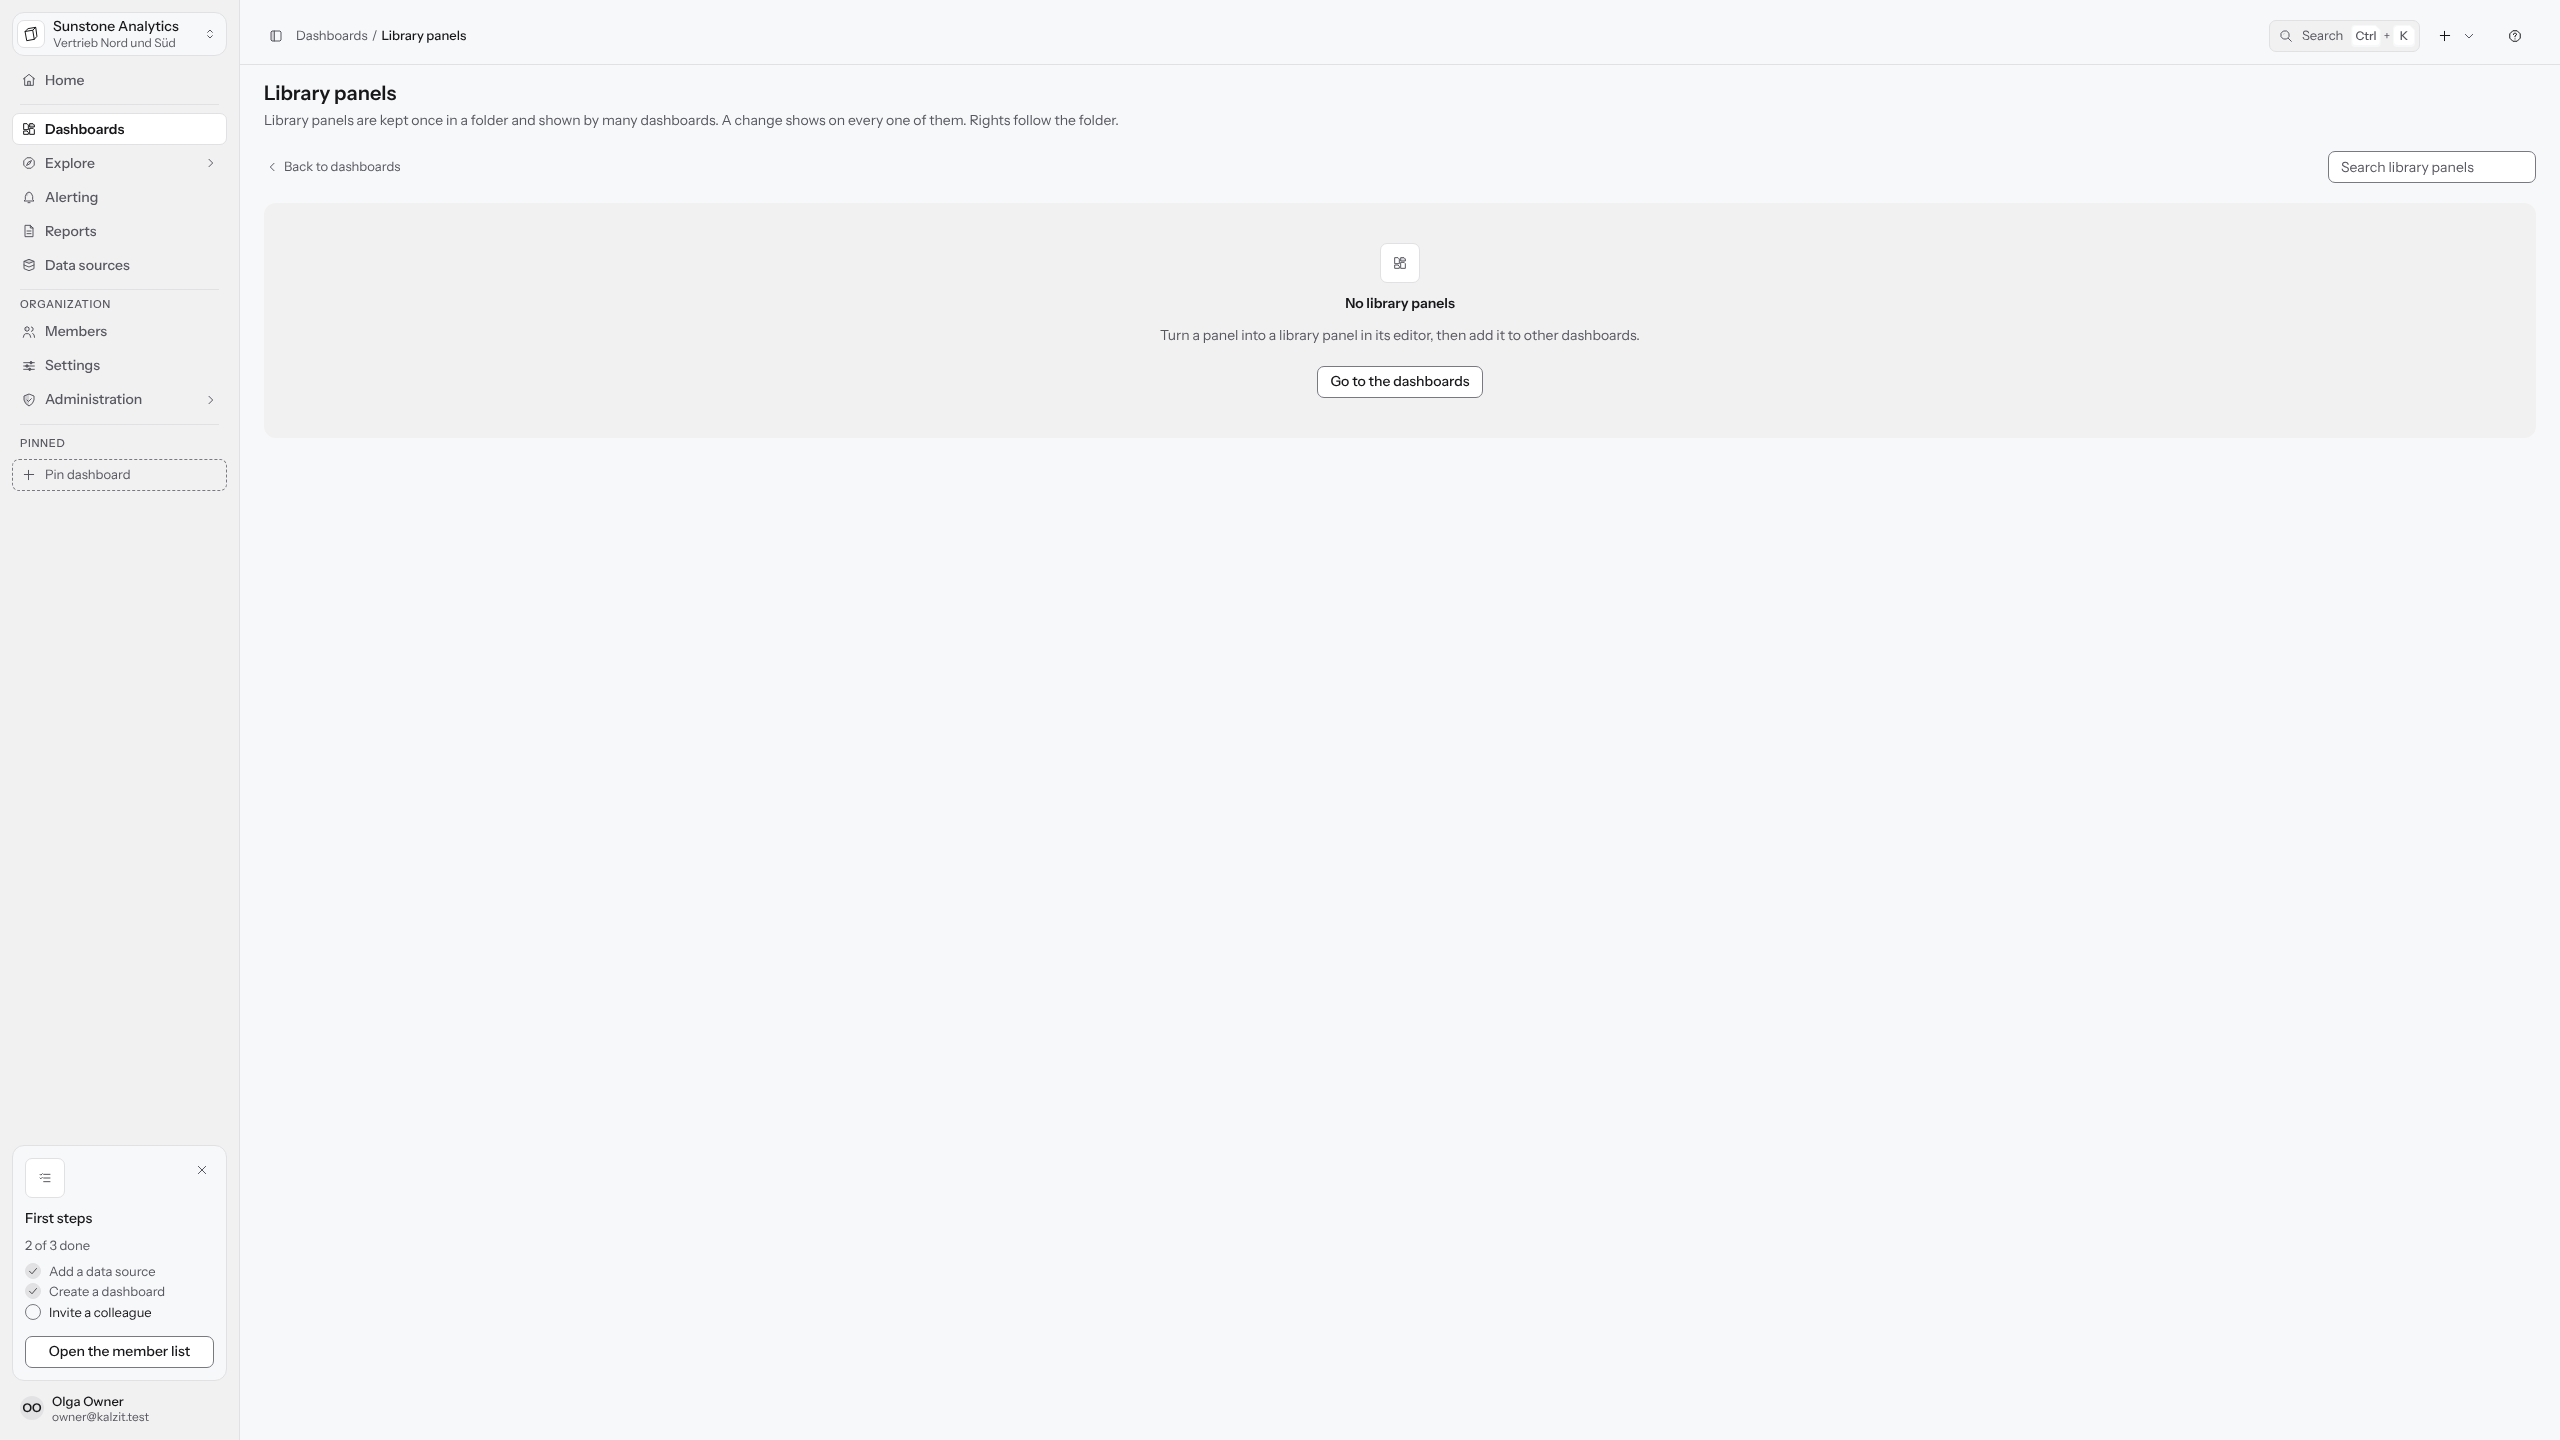 Sunstone Analytics
Vertrieb Nord und Süd
Home
Dashboards
Explore
Alerting
Reports
Data sources
ORGANIZATION
Members
Settings
Administration
PINNED
Pin dashboard
First steps
2 of 3 done
Add a data source
Create a dashboard
Invite a colleague
Open the member list
OO
Olga Owner
owner@kalzit.test
Dashboards / Library panels
Search Ctrl + K
Library panels
Library panels are kept once in a folder and shown by many dashboards. A change shows on every one of them. Rights follow the folder.
Back to dashboards
Search library panels
No library panels
Turn a panel into a library panel in its editor, then add it to other dashboards.
Go to the dashboards